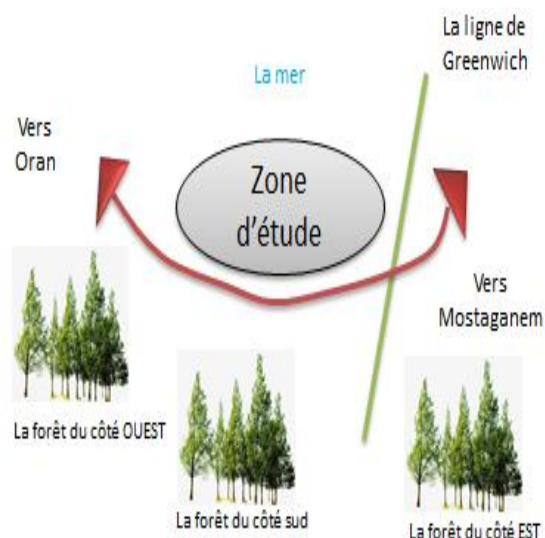 La ligne de
Greenwich
La mer
Vers
Oran
Zone
d'étude
Vers
Mostaganem
La forêt du côté OUEST
La forêt du côté sud
La forêt du côté EST